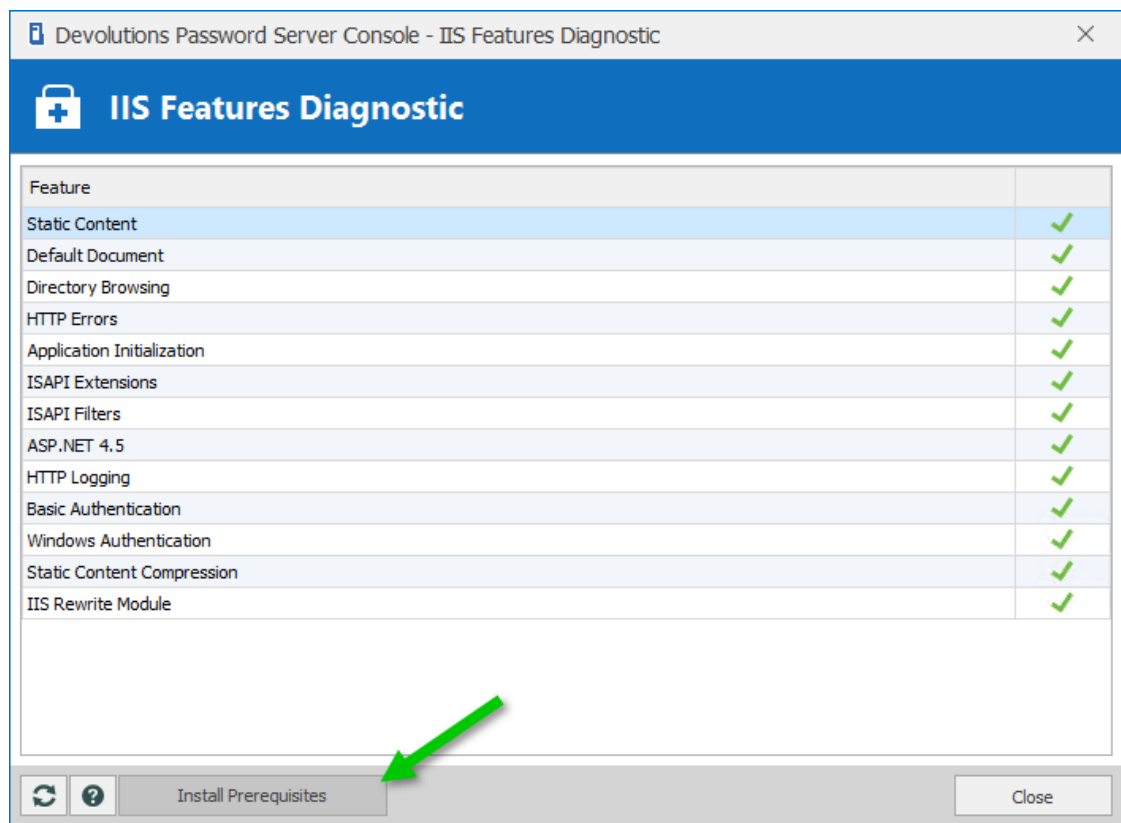 Devolutions Password Server Console - IIS Features Diagnostic
IIS Features Diagnostic
Feature
Static Content
Default Document
Directory Browsing
HTTP Errors
Application Initialization
ISAPI Extensions
ISAPI Filters
ASP.NET 4.5
HTTP Logging
Basic Authentication
Windows Authentication
Static Content Compression
IIS Rewrite Module
Install Prerequisites
Close